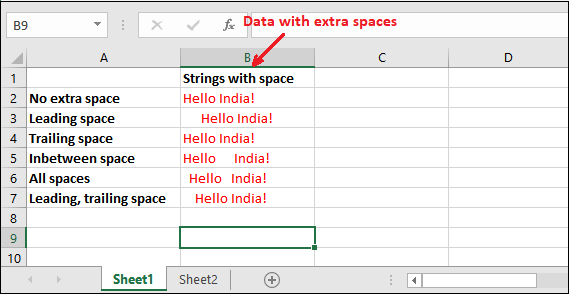 Data with extra spaces
B9 fx
A B C D
1 Strings with space
2 No extra space Hello India!
3 Leading space      Hello India!
4 Trailing space Hello India!
5 Inbetween space Hello      India!
6 All spaces   Hello   India!
7 Leading, trailing space    Hello India!
8
9
10
Sheet1 Sheet2